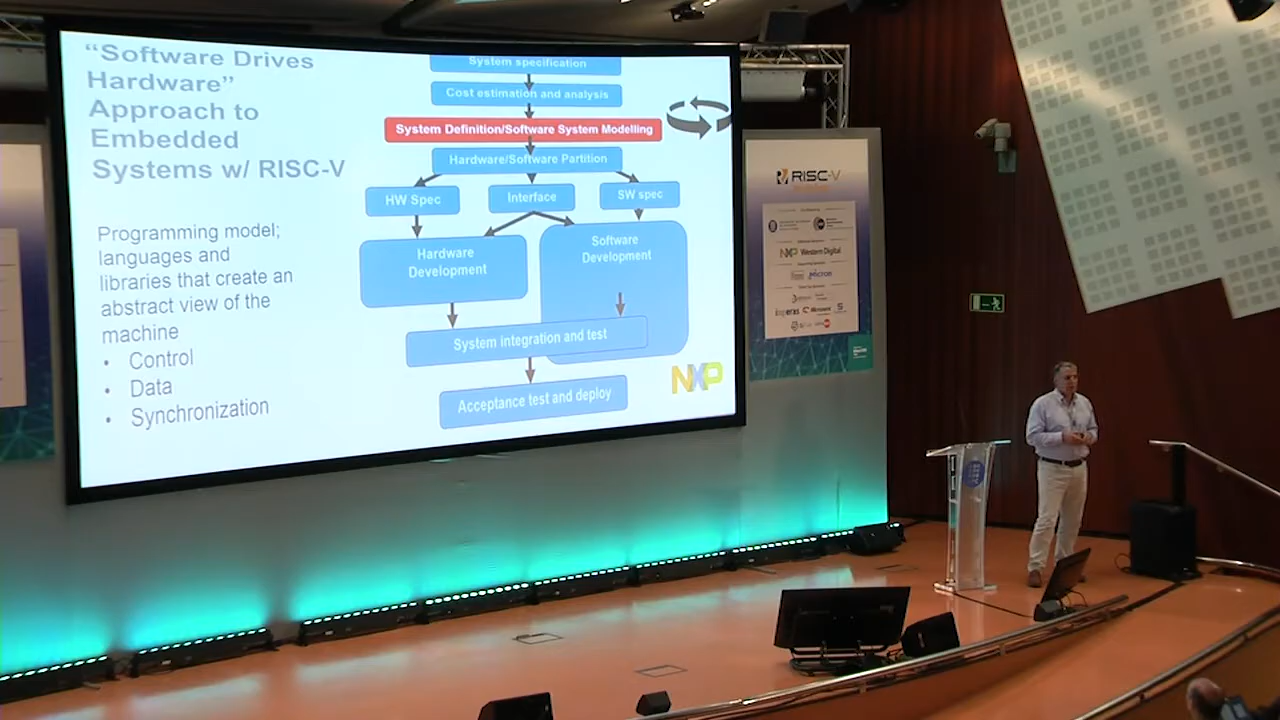 “Software Drives
Hardware”
Approach to
Embedded
Systems w/ RISC-V
Programming model;
languages and
libraries that create an
abstract view of the
machine
• Control
• Data
• Synchronization
System specification
Cost estimation and analysis
System Definition/Software System Modelling
Hardware/Software Partition
HW Spec
Interface
SW spec
Hardware
Development
Software
Development
System integration and test
Acceptance test and deploy
NXP
RISC-V
NXP Western Digital
Micron
imperas Microsemi